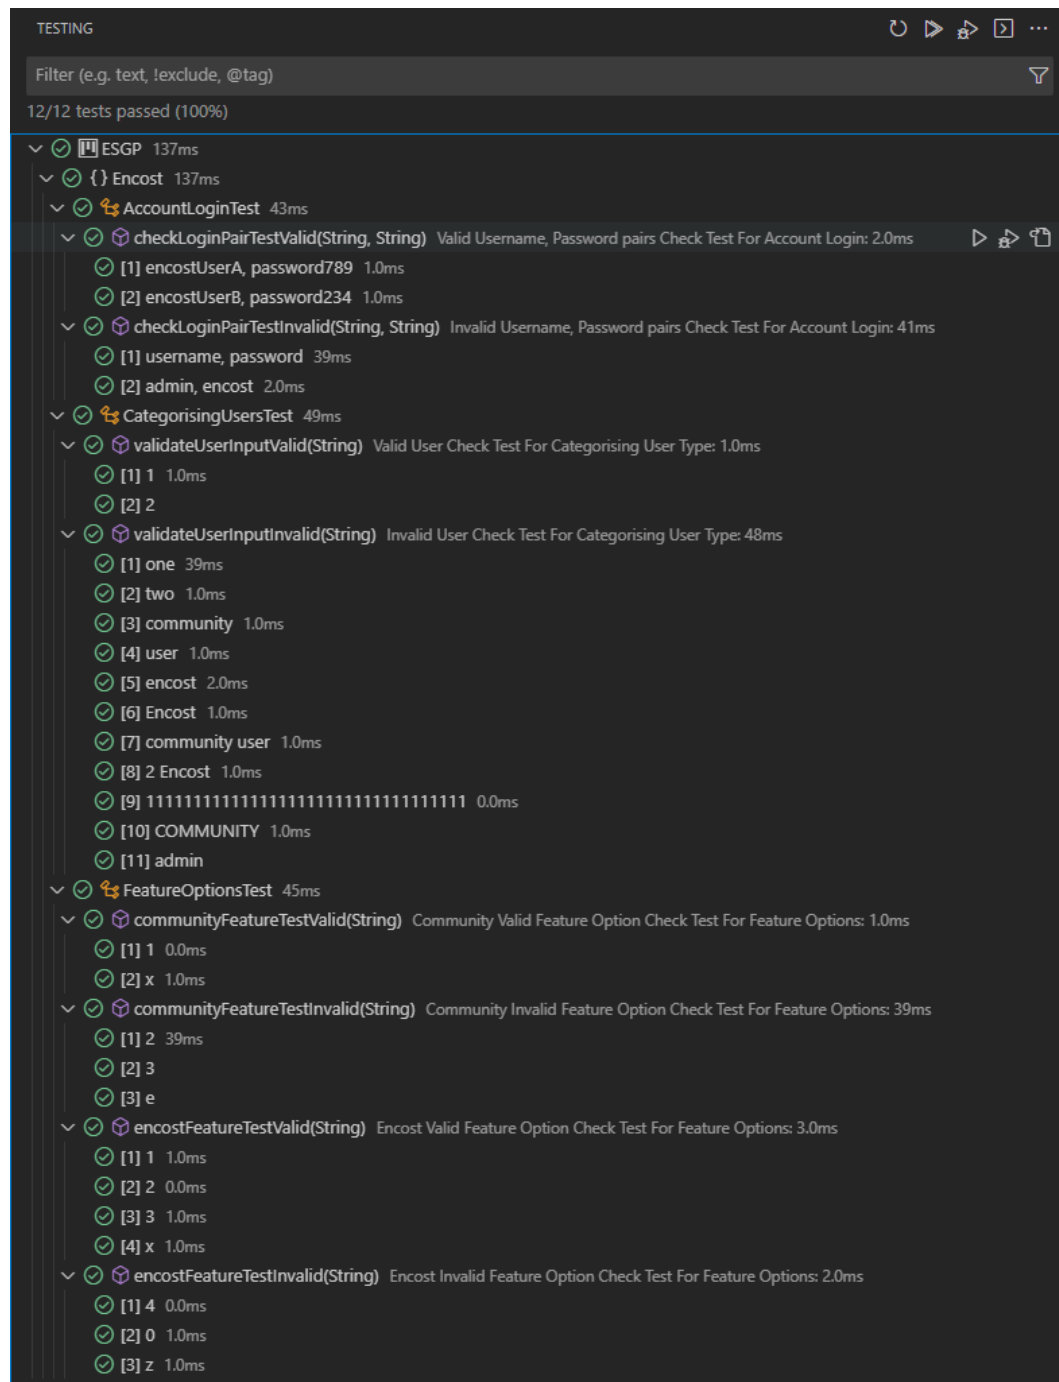 TESTING
Filter (e.g. text, !exclude, @tag)
12/12 tests passed (100%)
ESGP 137ms
{} Encost 137ms
AccountLoginTest 43ms
checkLoginPairTestValid(String, String) Valid Username, Password pairs Check Test For Account Login: 2.0ms
[1] encostUserA, password789 1.0ms
[2] encostUserB, password234 1.0ms
checkLoginPairTestInvalid(String, String) Invalid Username, Password pairs Check Test For Account Login: 41ms
[1] username, password 39ms
[2] admin, encost 2.0ms
CategorisingUsersTest 49ms
validateUserInputValid(String) Valid User Check Test For Categorising User Type: 1.0ms
[1] 1 1.0ms
[2] 2
validateUserInputInvalid(String) Invalid User Check Test For Categorising User Type: 48ms
[1] one 39ms
[2] two 1.0ms
[3] community 1.0ms
[4] user 1.0ms
[5] encost 2.0ms
[6] Encost 1.0ms
[7] community user 1.0ms
[8] 2 Encost 1.0ms
[9] 1111111111111111111111111111111111111 0.0ms
[10] COMMUNITY 1.0ms
[11] admin
FeatureOptionsTest 45ms
communityFeatureTestValid(String) Community Valid Feature Option Check Test For Feature Options: 1.0ms
[1] 1 0.0ms
[2] x 1.0ms
communityFeatureTestInvalid(String) Community Invalid Feature Option Check Test For Feature Options: 39ms
[1] 2 39ms
[2] 3
[3] e
encostFeatureTestValid(String) Encost Valid Feature Option Check Test For Feature Options: 3.0ms
[1] 1 1.0ms
[2] 2 0.0ms
[3] 3 1.0ms
[4] x 1.0ms
encostFeatureTestInvalid(String) Encost Invalid Feature Option Check Test For Feature Options: 2.0ms
[1] 4 0.0ms
[2] 0 1.0ms
[3] z 1.0ms